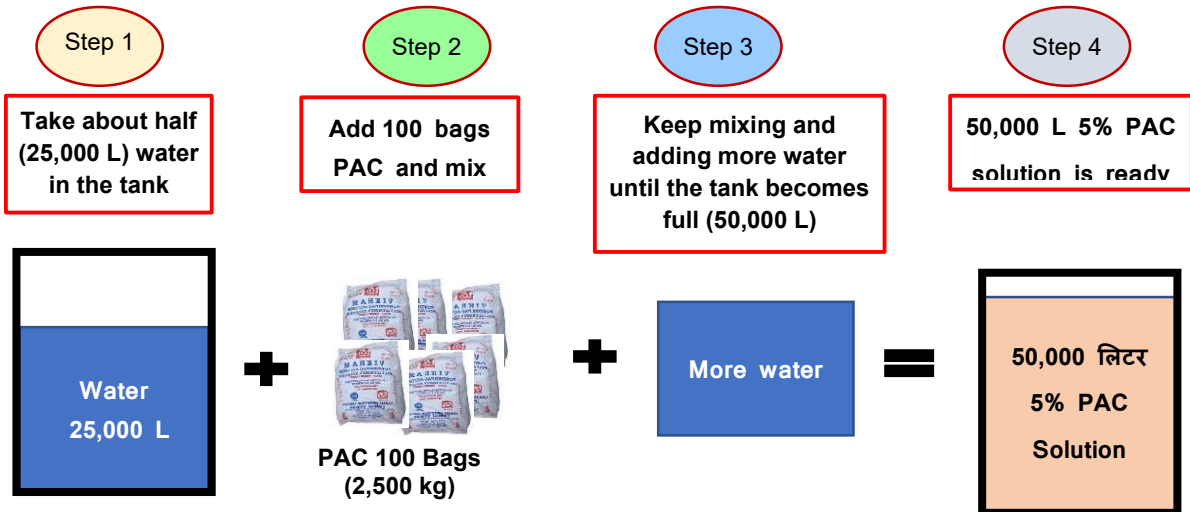 Step 1
Step 2
Step 3
Step 4
Take about half
(25,000 L) water
in the tank
Add 100 bags
PAC and mix
Keep mixing and
adding more water
until the tank becomes
full (50,000 L)
50,000 L 5% PAC
solution is ready
Water
25,000 L
PAC 100 Bags
(2,500 kg)
More water
50,000 लिटर
5% PAC
Solution